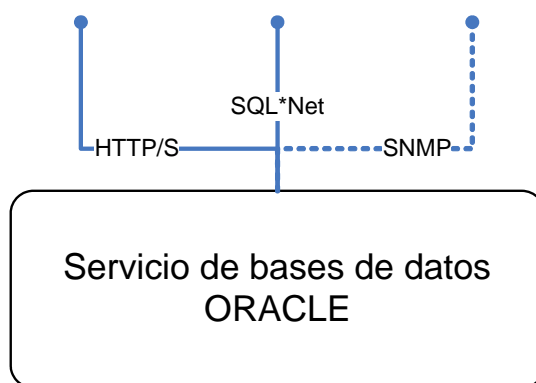 SQL*Net
HTTP/S
SNMP
Servicio de bases de datos
ORACLE